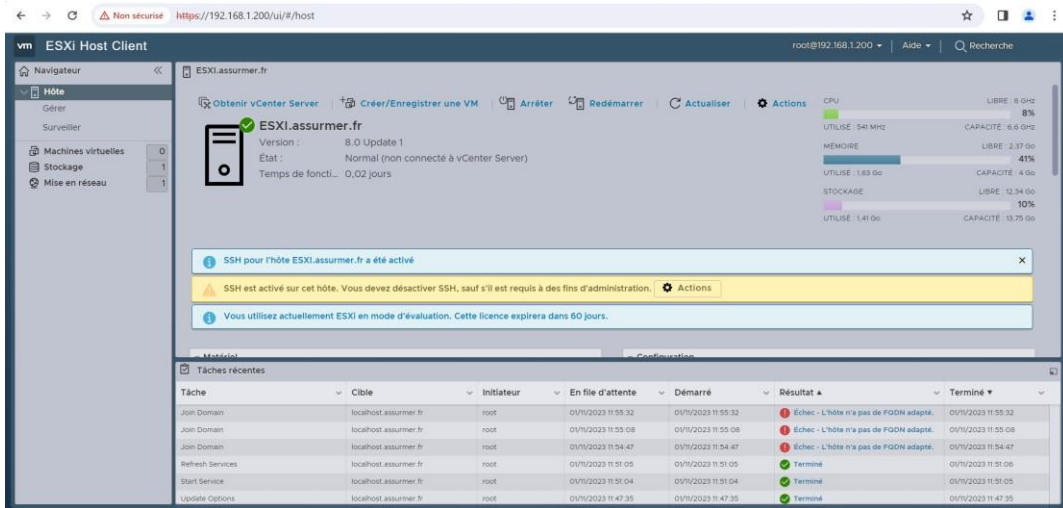 Non sécurisé https://192.168.1.200/ui/#/host
vm ESXi Host Client root@192.168.1.200 Aide Recherche
Navigateur
Hôte
Gérer
Surveiller
Machines virtuelles 0
Stockage 1
Mise en réseau 1
ESXI.assurmer.fr
Obtenir vCenter Server Créer/Enregistrer une VM Arrêter Redémarrer Actualiser Actions
ESXI.assurmer.fr
Version : 8.0 Update 1
État : Normal (non connecté à vCenter Server)
Temps de foncti... 0,02 jours
CPU LIBRE : 6 GHz
8%
UTILISÉ : 541 MHz CAPACITÉ : 6,6 GHz
MÉMOIRE LIBRE : 2,37 Go
41%
UTILISÉ : 1,63 Go CAPACITÉ : 4 Go
STOCKAGE LIBRE : 12,34 Go
10%
UTILISÉ : 1,41 Go CAPACITÉ : 13,75 Go
SSH pour l'hôte ESXI.assurmer.fr a été activé
SSH est activé sur cet hôte. Vous devez désactiver SSH, sauf s'il est requis à des fins d'administration. Actions
Vous utilisez actuellement ESXi en mode d'évaluation. Cette licence expirera dans 60 jours.
Matériel Configuration
Tâches récentes
Tâche Cible Initiateur En file d'attente Démarré Résultat Terminé
Join Domain localhost.assurmer.fr root 01/11/2023 11:55:32 01/11/2023 11:55:32 Échec - L'hôte n'a pas de FQDN adapté. 01/11/2023 11:55:32
Join Domain localhost.assurmer.fr root 01/11/2023 11:55:08 01/11/2023 11:55:08 Échec - L'hôte n'a pas de FQDN adapté. 01/11/2023 11:55:08
Join Domain localhost.assurmer.fr root 01/11/2023 11:54:47 01/11/2023 11:54:47 Échec - L'hôte n'a pas de FQDN adapté. 01/11/2023 11:54:47
Refresh Services localhost.assurmer.fr root 01/11/2023 11:51:05 01/11/2023 11:51:05 Terminé 01/11/2023 11:51:06
Start Service localhost.assurmer.fr root 01/11/2023 11:51:04 01/11/2023 11:51:04 Terminé 01/11/2023 11:51:05
Update Options localhost.assurmer.fr root 01/11/2023 11:47:35 01/11/2023 11:47:35 Terminé 01/11/2023 11:47:35